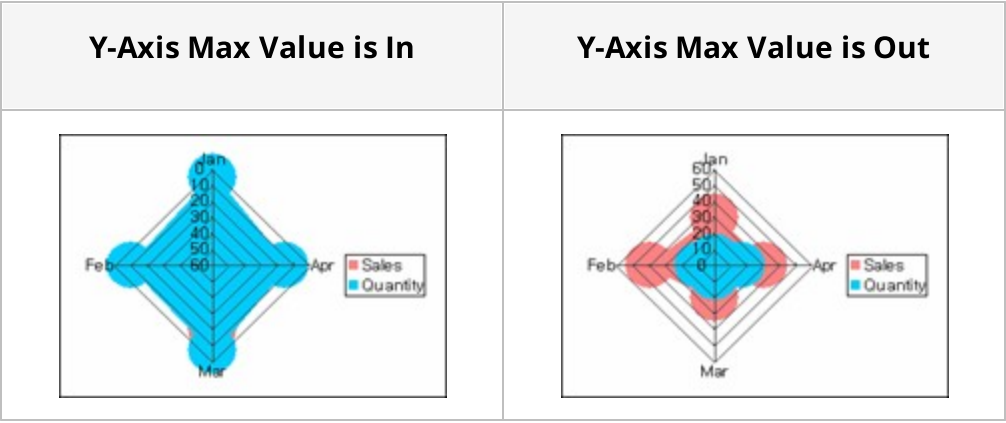 Y-Axis Max Value is In
Y-Axis Max Value is Out
Jan
0
10
20
30
40
50
60
Feb
Apr
Mar
Sales
Quantity
Jan
60
50
40
30
20
10
0
Feb
Apr
Mar
Sales
Quantity